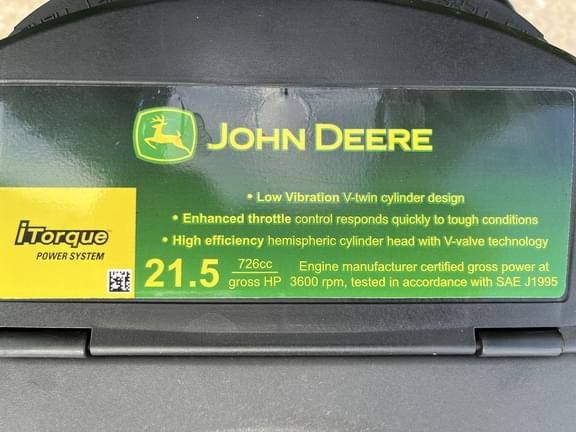 JOHN DEERE
• Low Vibration V-twin cylinder design
• Enhanced throttle control responds quickly to tough conditions
• High efficiency hemispheric cylinder head with V-valve technology
iTorque™
POWER SYSTEM
21.5 726cc gross HP
Engine manufacturer certified gross power at
3600 rpm, tested in accordance with SAE J1995